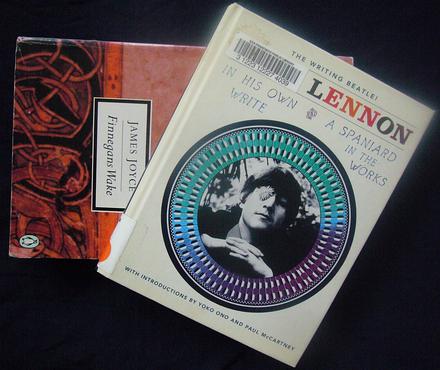 JAMES JOYCE
Finnegans Wake
THE WRITING BEATLE!
LENNON
IN HIS OWN
WRITE
&
A SPANIARD
IN THE
WORKS
WITH INTRODUCTIONS BY YOKO ONO AND PAUL McCARTNEY